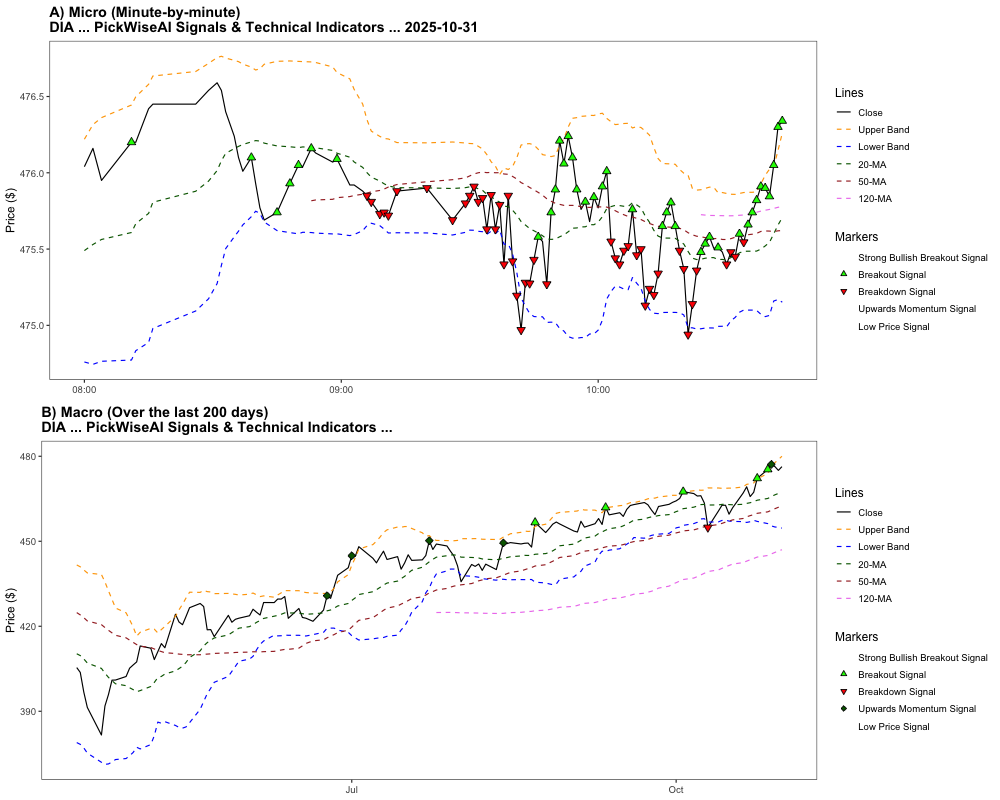 A) Micro (Minute-by-minute)
DIA ... PickWiseAI Signals & Technical Indicators ... 2025-10-31
Price ($)
476.5
476.0
475.5
475.0
08:00
09:00
10:00
Lines
Close
Upper Band
Lower Band
20-MA
50-MA
120-MA
Markers
Strong Bullish Breakout Signal
Breakout Signal
Breakdown Signal
Upwards Momentum Signal
Low Price Signal
B) Macro (Over the last 200 days)
DIA ... PickWiseAI Signals & Technical Indicators ...
Price ($)
480
450
420
390
Jul
Oct
Lines
Close
Upper Band
Lower Band
20-MA
50-MA
120-MA
Markers
Strong Bullish Breakout Signal
Breakout Signal
Breakdown Signal
Upwards Momentum Signal
Low Price Signal